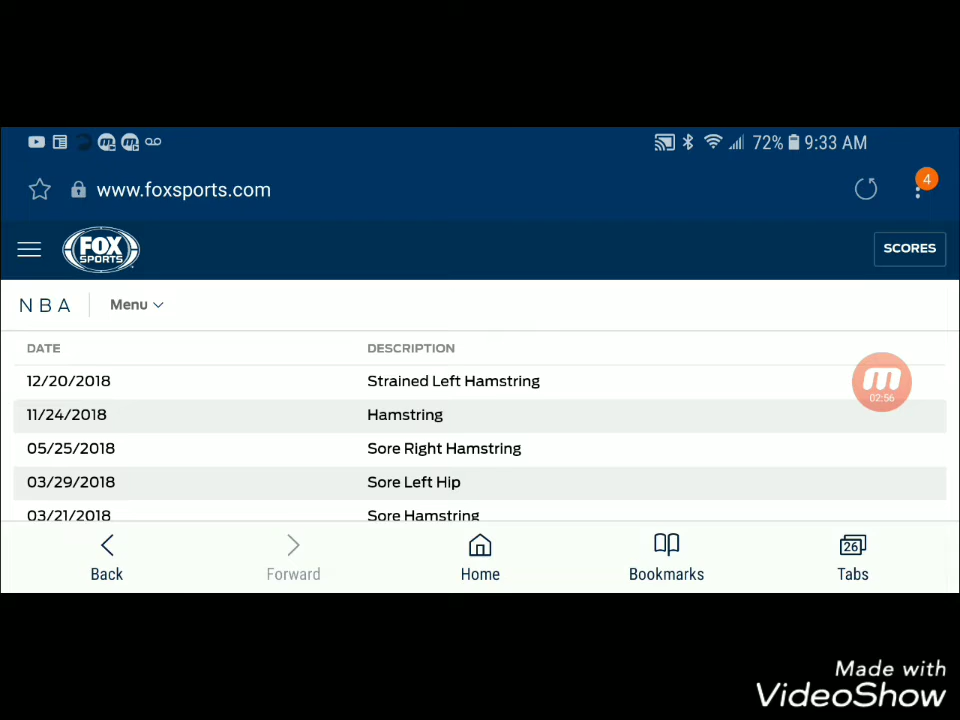 72% 9:33 AM
www.foxsports.com
4
FOX
SPORTS
SCORES
NBA Menu
DATE DESCRIPTION
12/20/2018 Strained Left Hamstring
02:56
11/24/2018 Hamstring
05/25/2018 Sore Right Hamstring
03/29/2018 Sore Left Hip
03/21/2018 Sore Hamstring
26
Back Forward Home Bookmarks Tabs
Made with
VideoShow